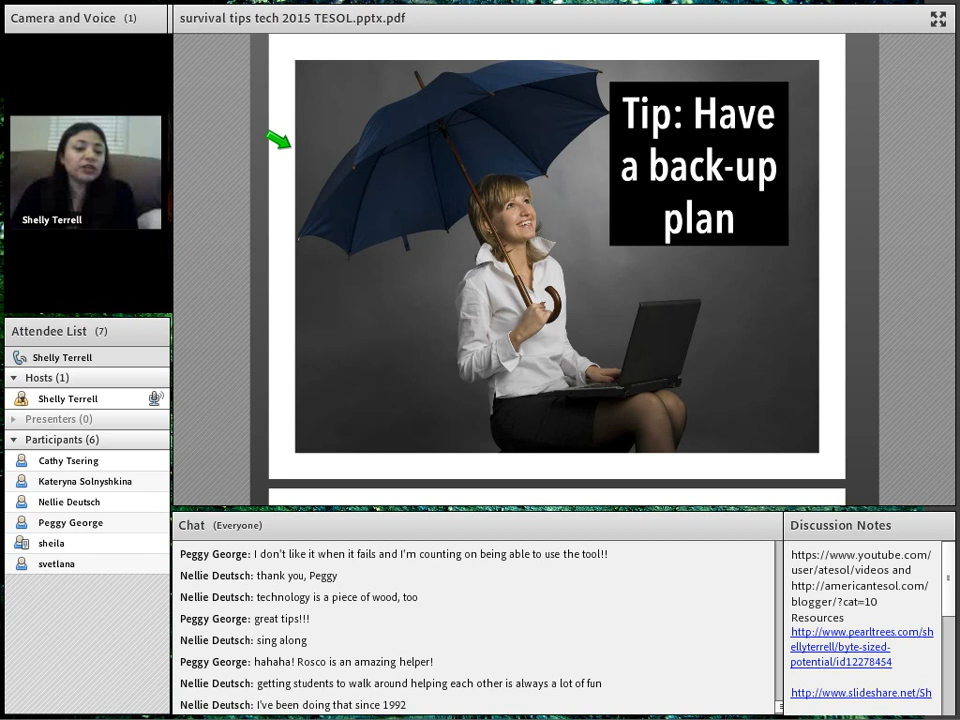 Camera and Voice (1)
Shelly Terrell
Attendee List (7)
Shelly Terrell
Hosts (1)
Shelly Terrell
Presenters (0)
Participants (6)
Cathy Tsering
Kateryna Solnyshkina
Nellie Deutsch
Peggy George
sheila
svetlana
survival tips tech 2015 TESOL.pptx.pdf
Tip: Have
a back-up
plan
Chat (Everyone)
Peggy George: I don't like it when it fails and I'm counting on being able to use the tool!!
Nellie Deutsch: thank you, Peggy
Nellie Deutsch: technology is a piece of wood, too
Peggy George: great tips!!!
Nellie Deutsch: sing along
Peggy George: hahaha! Rosco is an amazing helper!
Nellie Deutsch: getting students to walk around helping each other is always a lot of fun
Nellie Deutsch: I've been doing that since 1992
Discussion Notes
https://www.youtube.com/
user/atesol/videos and
http://americantesol.com/
blogger/?cat=10
Resources
http://www.pearltrees.com/sh
ellyterrell/byte-sized-
potential/id12278454
http://www.slideshare.net/Sh